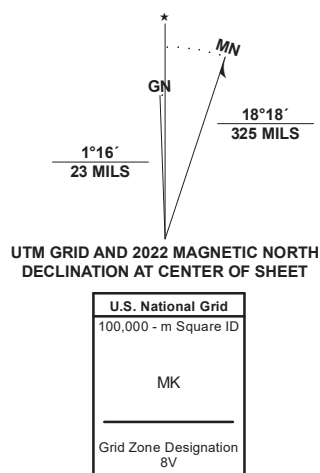 ★
MN
GN
1°16´
23 MILS
18°18´
325 MILS
UTM GRID AND 2022 MAGNETIC NORTH
DECLINATION AT CENTER OF SHEET
U.S. National Grid
100,000 - m Square ID
MK
Grid Zone Designation
8V